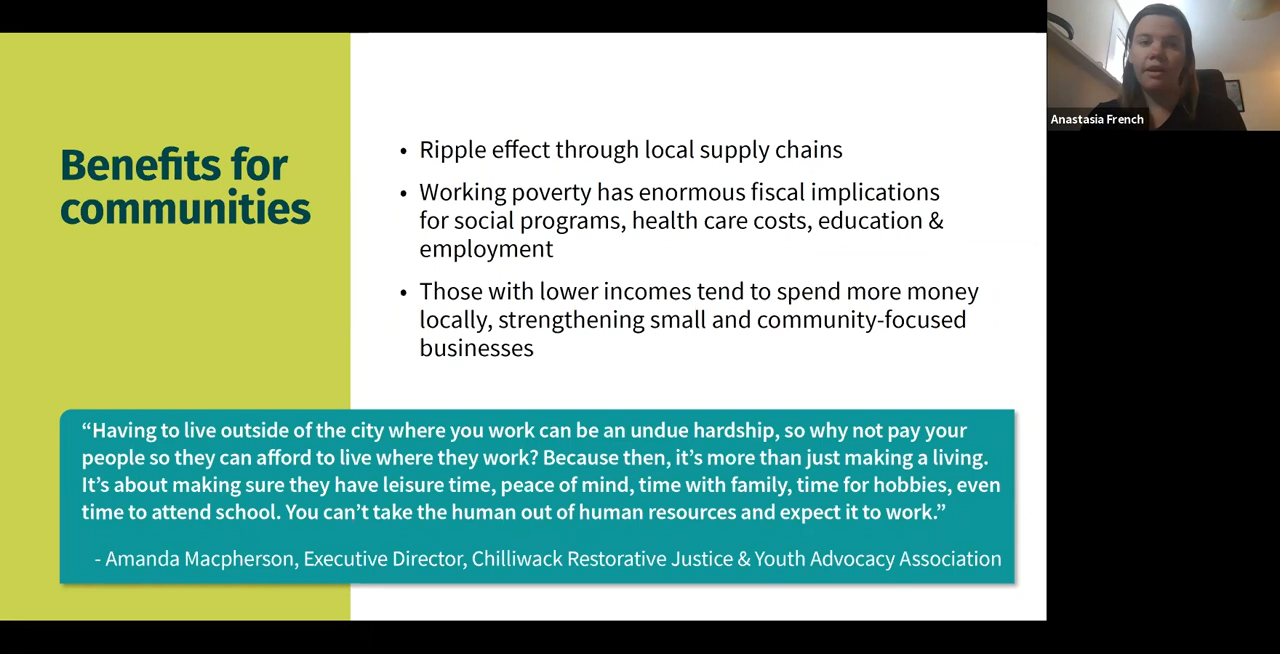 Benefits for
communities
• Ripple effect through local supply chains
• Working poverty has enormous fiscal implications
for social programs, health care costs, education &
employment
• Those with lower incomes tend to spend more money
locally, strengthening small and community-focused
businesses
“Having to live outside of the city where you work can be an undue hardship, so why not pay your
people so they can afford to live where they work? Because then, it’s more than just making a living.
It’s about making sure they have leisure time, peace of mind, time with family, time for hobbies, even
time to attend school. You can’t take the human out of human resources and expect it to work.”
- Amanda Macpherson, Executive Director, Chilliwack Restorative Justice & Youth Advocacy Association
Anastasia French